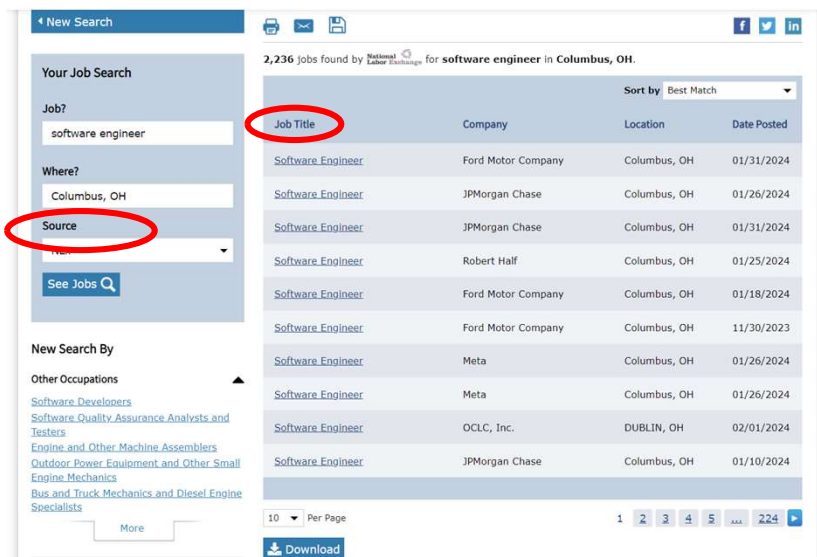 New Search
Your Job Search
Job?
software engineer
Where?
Columbus, OH
Source
See Jobs
New Search By
Other Occupations
Software Developers
Software Quality Assurance Analysts and
Testers
Engine and Other Machine Assemblers
Outdoor Power Equipment and Other Small
Engine Mechanics
Bus and Truck Mechanics and Diesel Engine
Specialists
More
2,236 jobs found by National Labor Exchange for software engineer in Columbus, OH.
Sort by Best Match
Job Title Company Location Date Posted
Software Engineer Ford Motor Company Columbus, OH 01/31/2024
Software Engineer JPMorgan Chase Columbus, OH 01/26/2024
Software Engineer JPMorgan Chase Columbus, OH 01/31/2024
Software Engineer Robert Half Columbus, OH 01/25/2024
Software Engineer Ford Motor Company Columbus, OH 01/18/2024
Software Engineer Ford Motor Company Columbus, OH 11/30/2023
Software Engineer Meta Columbus, OH 01/26/2024
Software Engineer Meta Columbus, OH 01/26/2024
Software Engineer OCLC, Inc. DUBLIN, OH 02/01/2024
Software Engineer JPMorgan Chase Columbus, OH 01/10/2024
10 Per Page 1 2 3 4 5 ... 224
Download